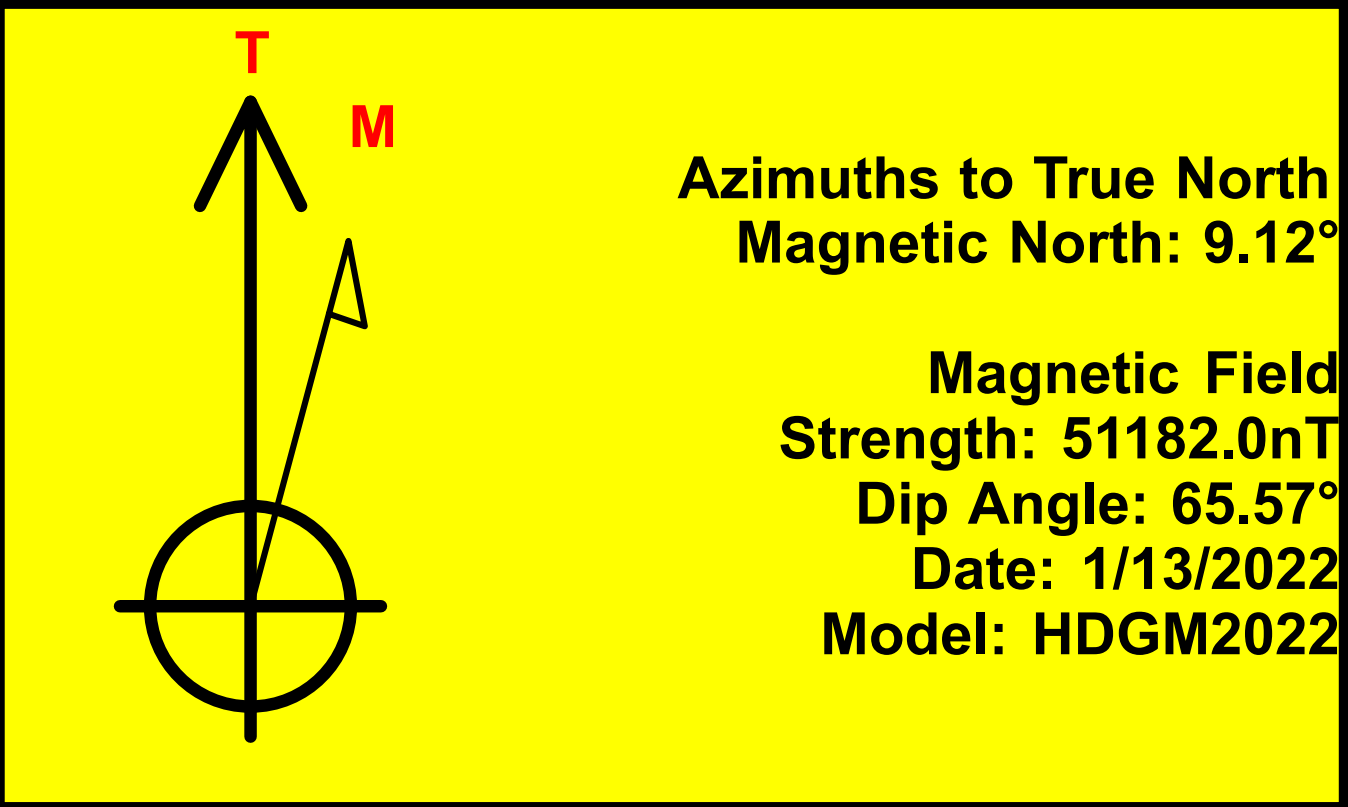 T
M
Azimuths to True North
Magnetic North: 9.12°
Magnetic Field
Strength: 51182.0nT
Dip Angle: 65.57°
Date: 1/13/2022
Model: HDGM2022